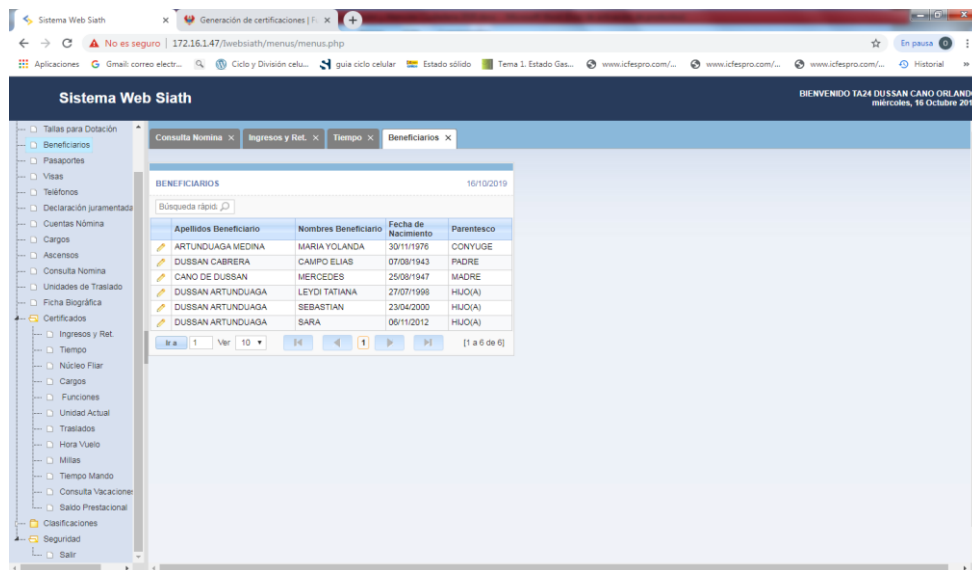 Sistema Web Siath
Generación de certificaciones | F
No es seguro | 172.16.1.47/lwebsiath/menus/menus.php
En pausa
Aplicaciones Gmail: correo electr... Ciclo y División celu... guia ciclo celular Estado sólido Tema 1. Estado Gas... www.icfespro.com/... www.icfespro.com/... www.icfespro.com/... Historial »
Sistema Web Siath
BIENVENIDO TA24 DUSSAN CANO ORLAND
miércoles, 16 Octubre 201
Tallas para Dotación
Beneficiarios
Pasaportes
Visas
Teléfonos
Declaración juramentada
Cuentas Nómina
Cargos
Ascensos
Consulta Nomina
Unidades de Traslado
Ficha Biográfica
Certificados
Ingresos y Ret.
Tiempo
Núcleo Fliar
Cargos
Funciones
Unidad Actual
Traslados
Hora Vuelo
Millas
Tiempo Mando
Consulta Vacaciones
Saldo Prestacional
Clasificaciones
Seguridad
Salir
Consulta Nomina × Ingresos y Ret. × Tiempo × Beneficiarios ×
BENEFICIARIOS 16/10/2019
Búsqueda rápida
Apellidos Beneficiario Nombres Beneficiario Fecha de Nacimiento Parentesco
ARTUNDUAGA MEDINA MARIA YOLANDA 30/11/1976 CONYUGE
DUSSAN CABRERA CAMPO ELIAS 07/08/1943 PADRE
CANO DE DUSSAN MERCEDES 25/08/1947 MADRE
DUSSAN ARTUNDUAGA LEYDI TATIANA 27/07/1998 HIJO(A)
DUSSAN ARTUNDUAGA SEBASTIAN 23/04/2000 HIJO(A)
DUSSAN ARTUNDUAGA SARA 06/11/2012 HIJO(A)
Ir a 1 Ver 10 1 [1 a 6 de 6]